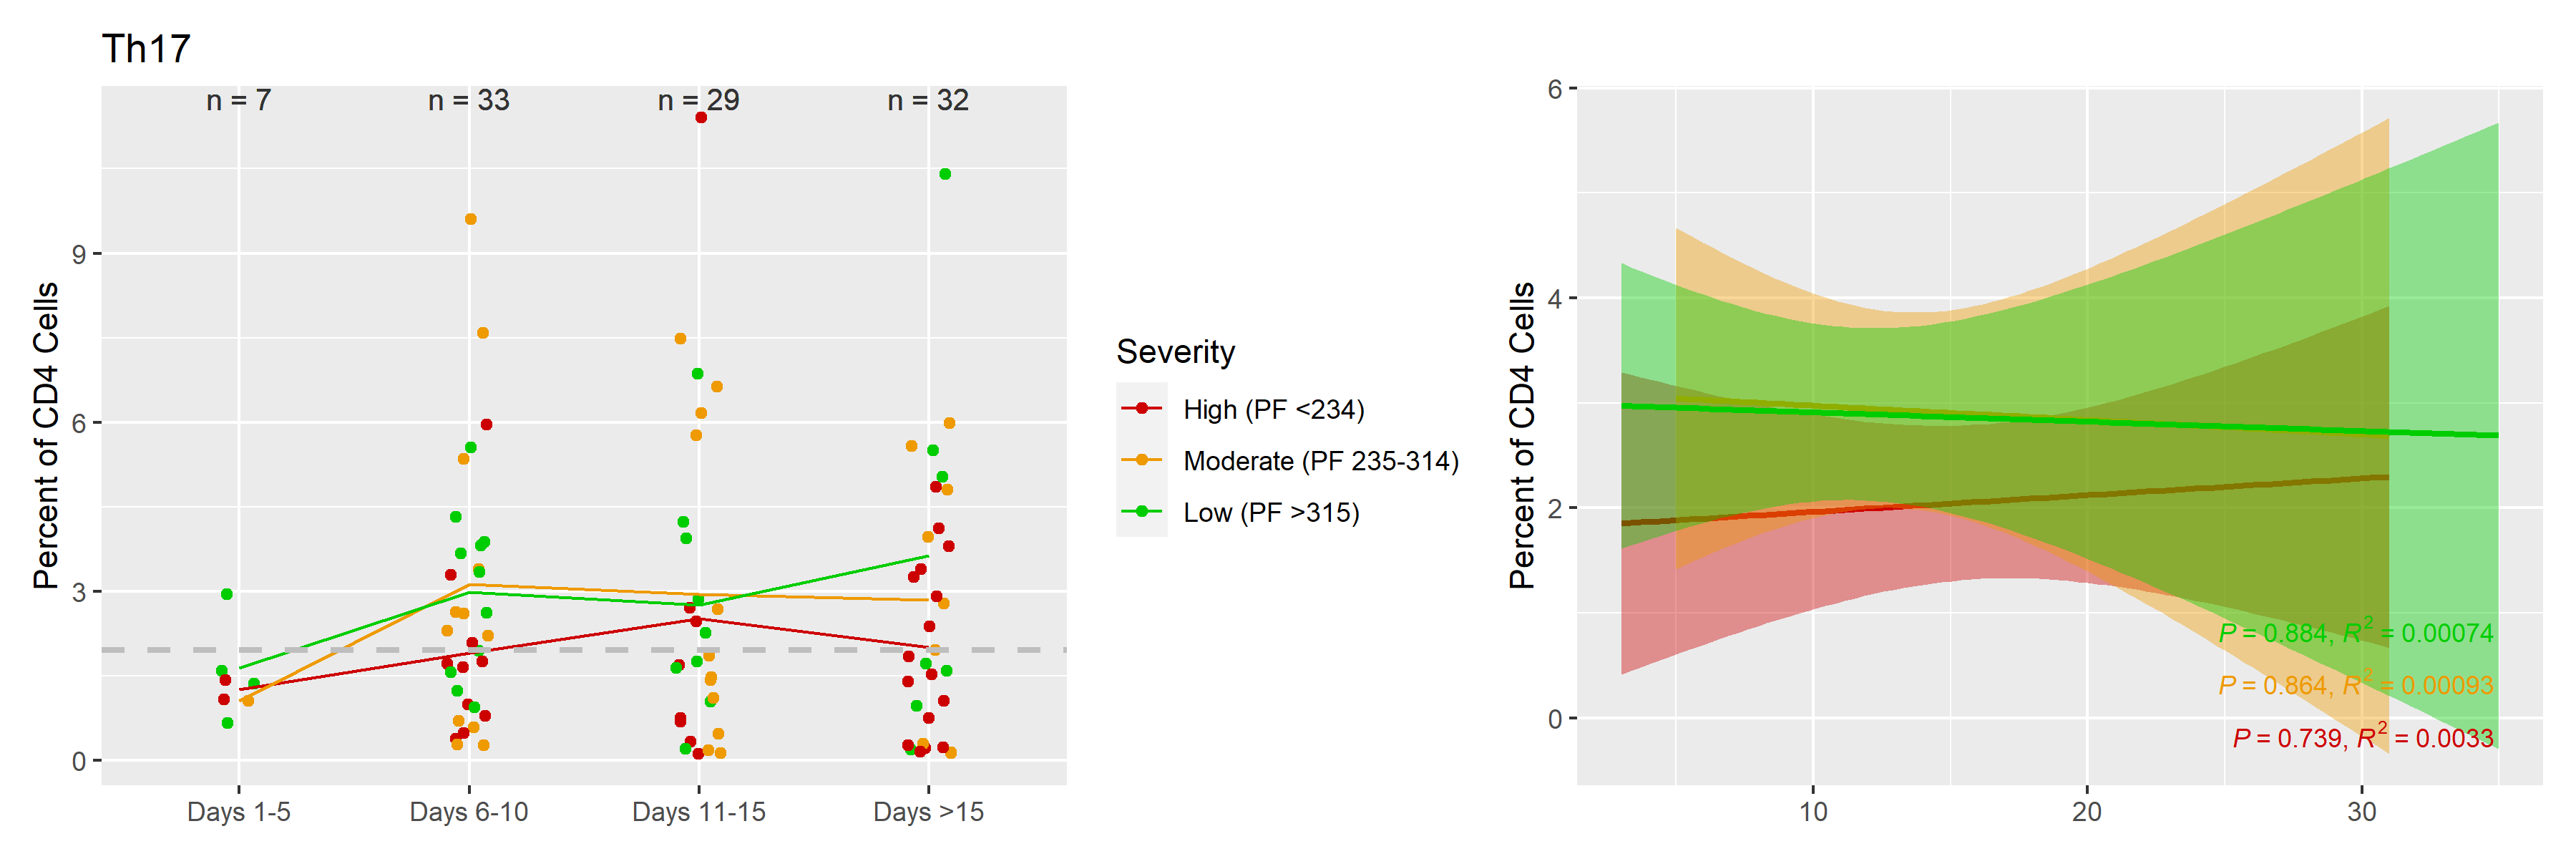 Th17
n = 7
n = 33
n = 29
n = 32
Percent of CD4 Cells
9
6
3
0
Days 1-5
Days 6-10
Days 11-15
Days >15
Severity
High (PF <234)
Moderate (PF 235-314)
Low (PF >315)
Percent of CD4 Cells
6
4
2
0
P = 0.884, R² = 0.00074
P = 0.864, R² = 0.00093
P = 0.739, R² = 0.0033
10
20
30